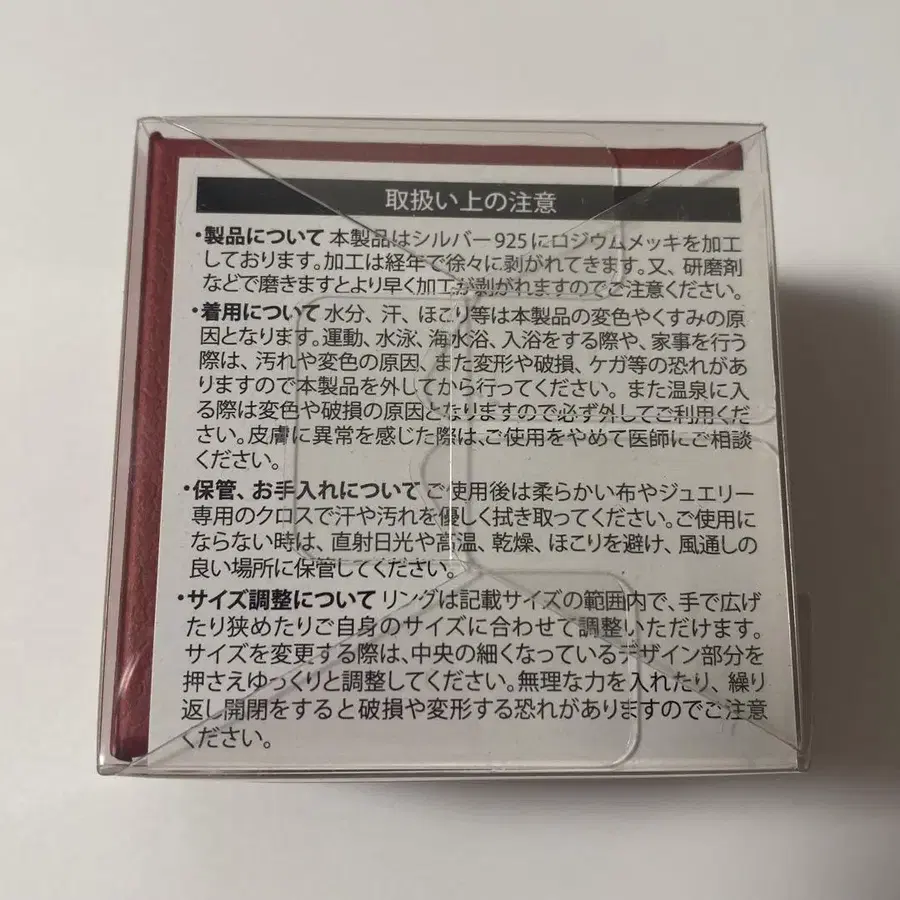 取扱い上の注意
・製品について 本製品はシルバー925にロジウムメッキを加工
しております。加工は経年で徐々に剥がれてきます。又、研磨剤
などで磨きますとより早く加工が剥がれますのでご注意ください。
・着用について 水分、汗、ほこり等は本製品の変色やくすみの原
因となります。運動、水泳、海水浴、入浴をする際や、家事を行う
際は、汚れや変色の原因、また変形や破損、ケガ等の恐れがあ
りますので本製品を外してから行ってください。また温泉に入
る際は変色や破損の原因となりますので必ず外してご利用くだ
さい。皮膚に異常を感じた際は、ご使用をやめて医師にご相談
ください。
・保管、お手入れについて ご使用後は柔らかい布やジュエリー
専用のクロスで汗や汚れを優しく拭き取ってください。ご使用に
ならない時は、直射日光や高温、乾燥、ほこりを避け、風通しの
良い場所に保管してください。
・サイズ調整について リングは記載サイズの範囲内で、手で広げ
たり狭めたりご自身のサイズに合わせて調整いただけます。
サイズを変更する際は、中央の細くなっているデザイン部分を
押さえゆっくりと調整してください。無理な力を入れたり、繰り
返し開閉をすると破損や変形する恐れがありますのでご注意
ください。